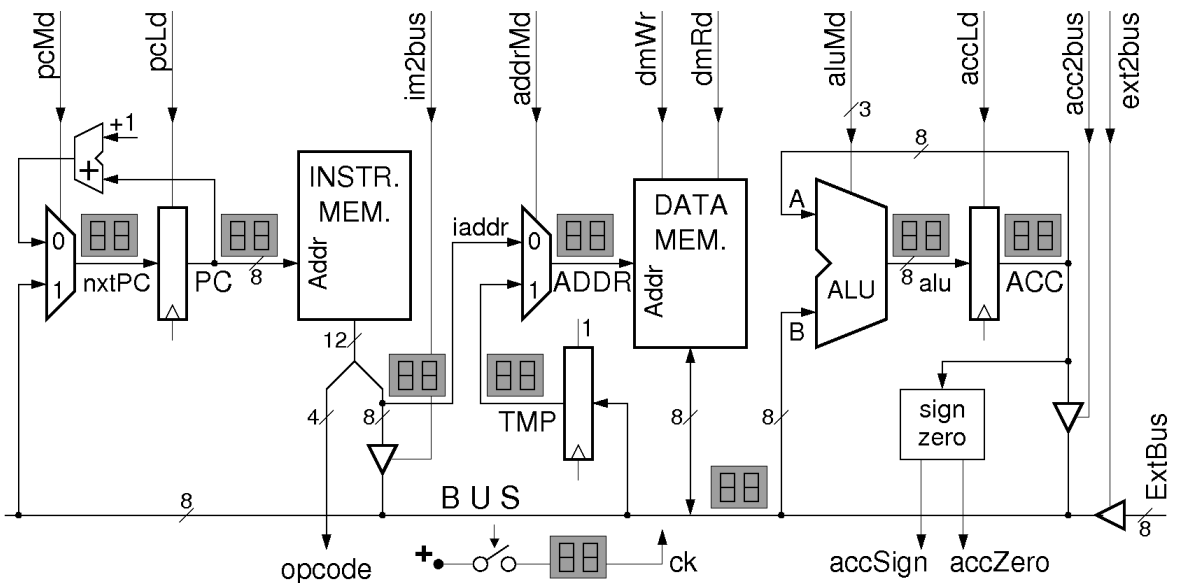 pcMd
pcLd
im2bus
addrMd
dmWr
dmRd
aluMd
accLd
acc2bus
ext2bus
+1
+
3
8
INSTR.
MEM.
Addr
DATA
MEM.
Addr
iaddr
A
B
ALU
0
1
nxtPC
PC
8
0
1
ADDR
8
alu
ACC
12
1
4
8
TMP
8
8
sign
zero
ExtBus
8
8
BUS
opcode
+
ck
accSign
accZero